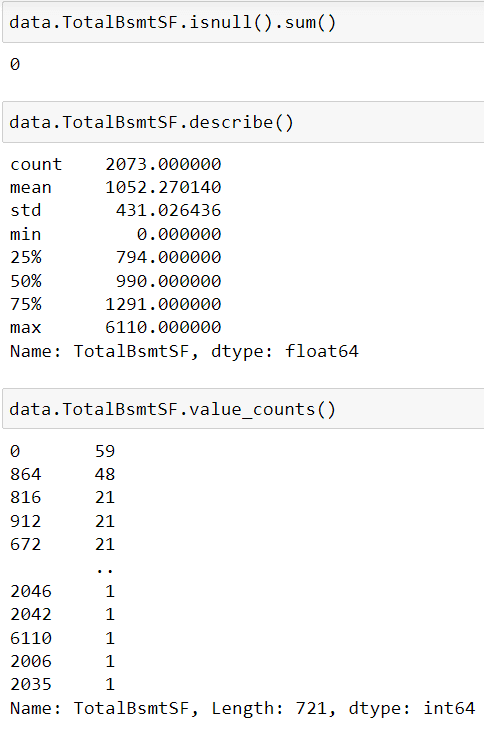 data.TotalBsmtSF.isnull().sum()
0
data.TotalBsmtSF.describe()
count    2073.000000
mean     1052.270140
std       431.026436
min         0.000000
25%       794.000000
50%       990.000000
75%      1291.000000
max      6110.000000
Name: TotalBsmtSF, dtype: float64
data.TotalBsmtSF.value_counts()
0       59
864     48
816     21
912     21
672     21
        ..
2046     1
2042     1
6110     1
2006     1
2035     1
Name: TotalBsmtSF, Length: 721, dtype: int64